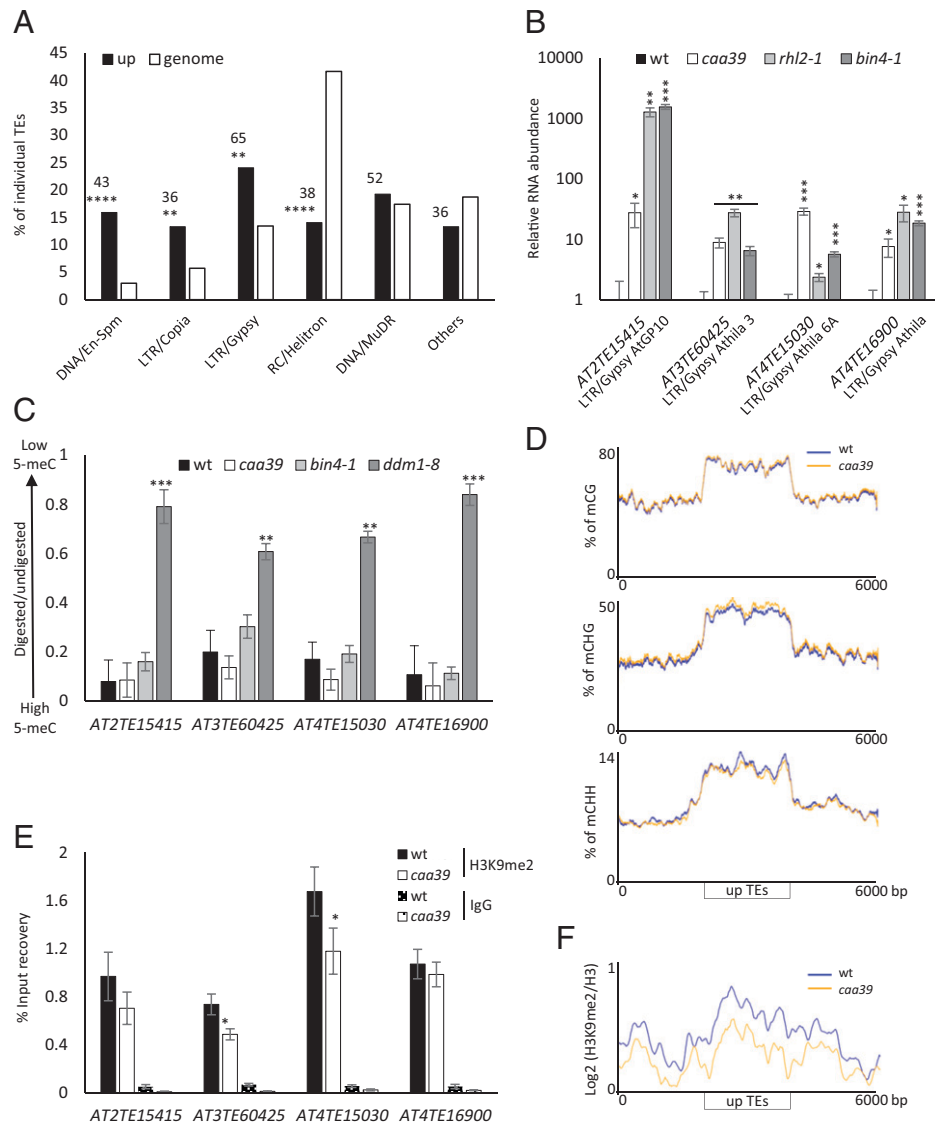 A
45
40
35
30
25
20
15
10
5
0
% of individual TEs
up genome
43
****
36
**
65
**
38
****
52
36
DNA/En-Spm
LTR/Copia
LTR/Gypsy
RC/Helitron
DNA/MuDR
Others
B
wt caa39 rhl2-1 bin4-1
10000
1000
100
10
1
Relative RNA abundance
* ** ***
**
*** * ***
* * ***
AT2TE15415
LTR/Gypsy AtGP10
AT3TE60425
LTR/Gypsy Athila 3
AT4TE15030
LTR/Gypsy Athila 6A
AT4TE16900
LTR/Gypsy Athila
C
Low
5-meC
High
5-meC
Digested/undigested
1
0.8
0.6
0.4
0.2
0
wt caa39 bin4-1 ddm1-8
***
**
**
***
AT2TE15415 AT3TE60425 AT4TE15030 AT4TE16900
D
wt
caa39
80
% of mCG
0
0 6000
50
% of mCHG
0
0 6000
14
% of mCHH
0
0 6000 bp
up TEs
E
2
1.6
1.2
0.8
0.4
0
% Input recovery
wt
caa39
H3K9me2
wt
caa39
IgG
*
*
AT2TE15415 AT3TE60425 AT4TE15030 AT4TE16900
F
1
Log2 (H3K9me2/H3)
0
wt
caa39
0 6000 bp
up TEs